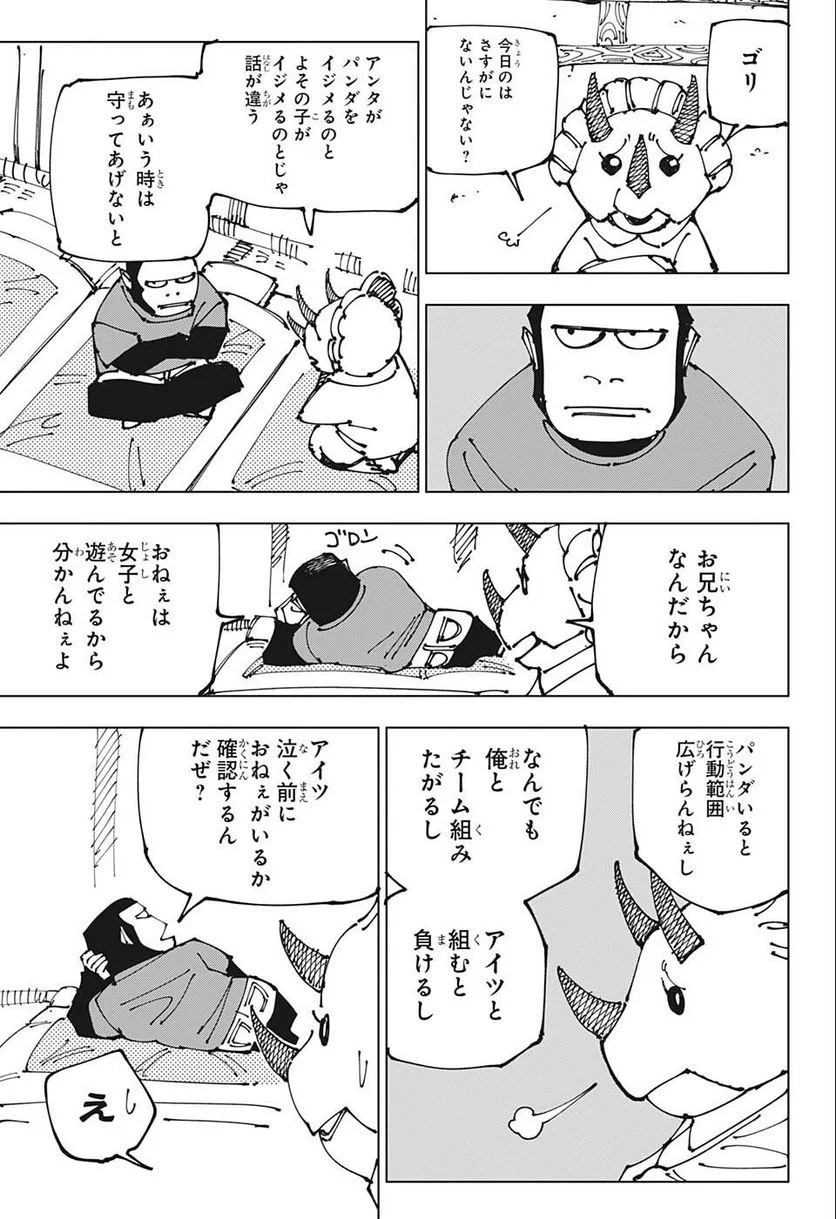 ゴリ
今日のは
さすがに
ないんじゃない?
アンタが
パンダを
イジメるのと
よその子が
イジメるのとじゃ
話が違う
あぁいう時は
守ってあげないと
お兄ちゃん
なんだから
ゴロン
おねぇは
女子と
遊んでるから
分かんねぇよ
パンダいると
行動範囲
広げらんねぇし
なんでも
俺と
チーム組み
たがるし
アイツと
組むと
負けるし
アイツ
泣く前に
おねぇがいるか
確認するん
だぜ?
え